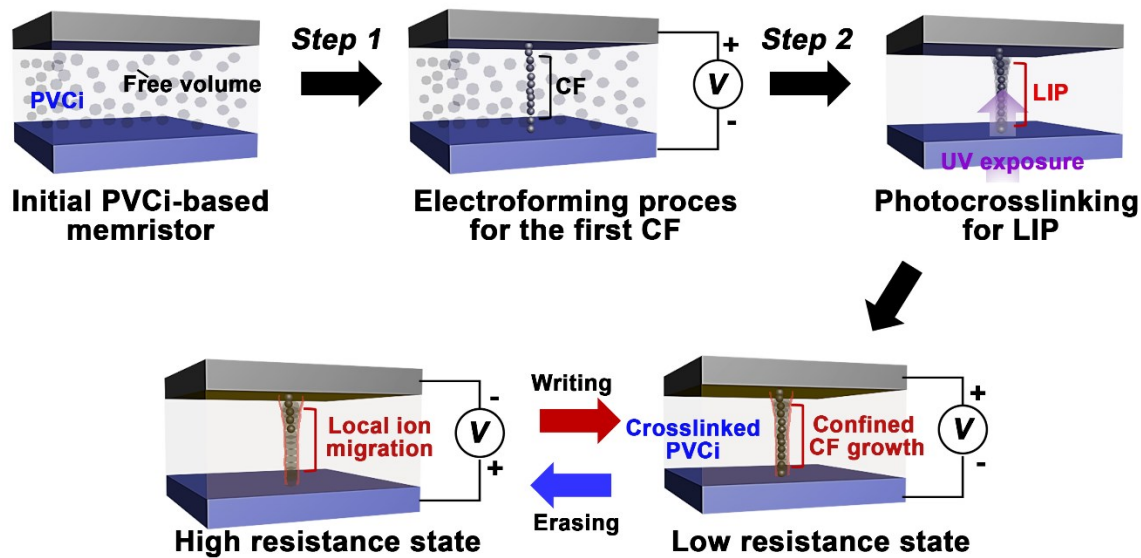 Step 1
Step 2
Free volume
PVCi
CF
+
V
-
LIP
UV exposure
Initial PVCi-based
memristor
Electroforming proces
for the first CF
Photocrosslinking
for LIP
Local ion
migration
-
V
+
Writing
Erasing
Crosslinked
PVCi
Confined
CF growth
+
V
-
High resistance state
Low resistance state